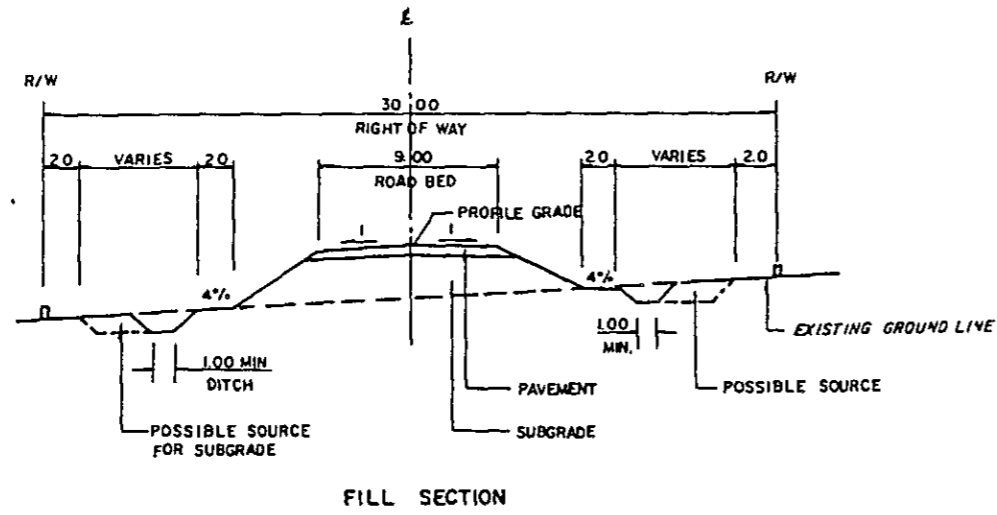 ℄
R/W
R/W
30.00
RIGHT OF WAY
2.0
VARIES
2.0
9.00
ROAD BED
2.0
VARIES
2.0
PROFILE GRADE
4%
4%
1.00 MIN
DITCH
1.00
MIN.
EXISTING GROUND LINE
PAVEMENT
POSSIBLE SOURCE
POSSIBLE SOURCE
FOR SUBGRADE
SUBGRADE
FILL SECTION